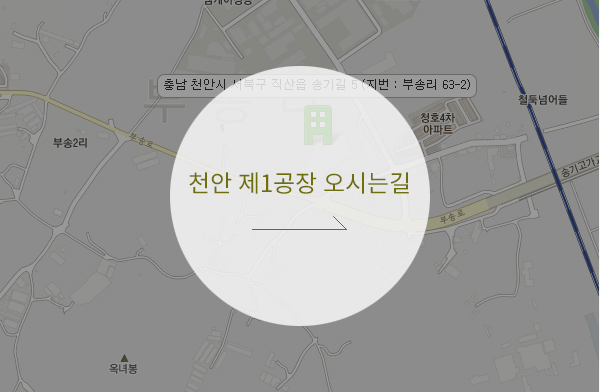 충남 천안시 서북구 직산읍 송기길 5 (지번 : 부송리 63-2)
철둑넘어들
청호4차
아파트
부송로
부송2리
송기고가교
천안 제1공장 오시는길
부송로
옥녀봉